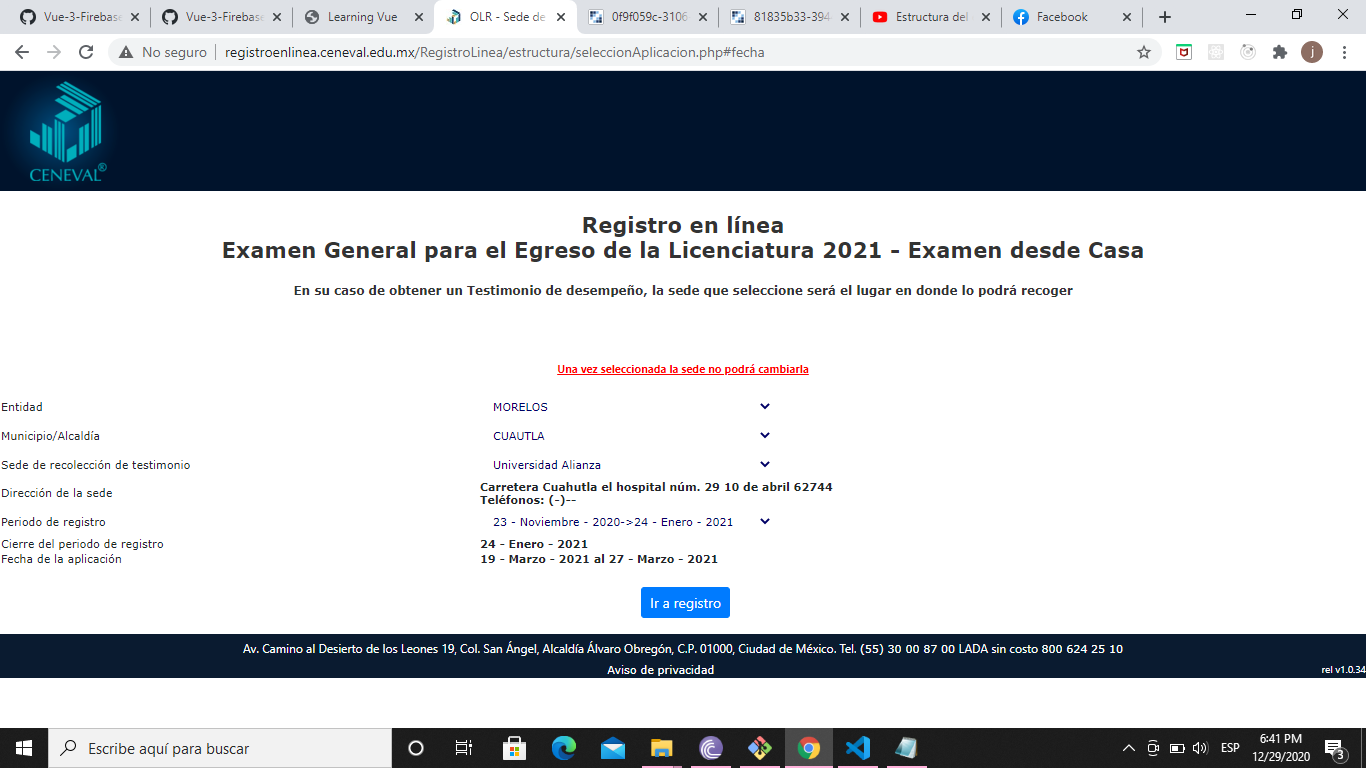 Vue-3-Firebase
Vue-3-Firebase
Learning Vue
OLR - Sede de
0f9f059c-3106
81835b33-394
Estructura del
Facebook
No seguro
registroenlinea.ceneval.edu.mx/RegistroLinea/estructura/seleccionAplicacion.php#fecha
j
CENEVAL®
Registro en línea
Examen General para el Egreso de la Licenciatura 2021 - Examen desde Casa
En su caso de obtener un Testimonio de desempeño, la sede que seleccione será el lugar en donde lo podrá recoger
Una vez seleccionada la sede no podrá cambiarla
Entidad MORELOS
Municipio/Alcaldía CUAUTLA
Sede de recolección de testimonio Universidad Alianza
Dirección de la sede Carretera Cuahutla el hospital núm. 29 10 de abril 62744
Teléfonos: (-)--
Periodo de registro 23 - Noviembre - 2020->24 - Enero - 2021
Cierre del periodo de registro 24 - Enero - 2021
Fecha de la aplicación 19 - Marzo - 2021 al 27 - Marzo - 2021
Ir a registro
Av. Camino al Desierto de los Leones 19, Col. San Ángel, Alcaldía Álvaro Obregón, C.P. 01000, Ciudad de México. Tel. (55) 30 00 87 00 LADA sin costo 800 624 25 10
Aviso de privacidad
rel v1.0.34
Escribe aquí para buscar
ESP
6:41 PM
12/29/2020
3